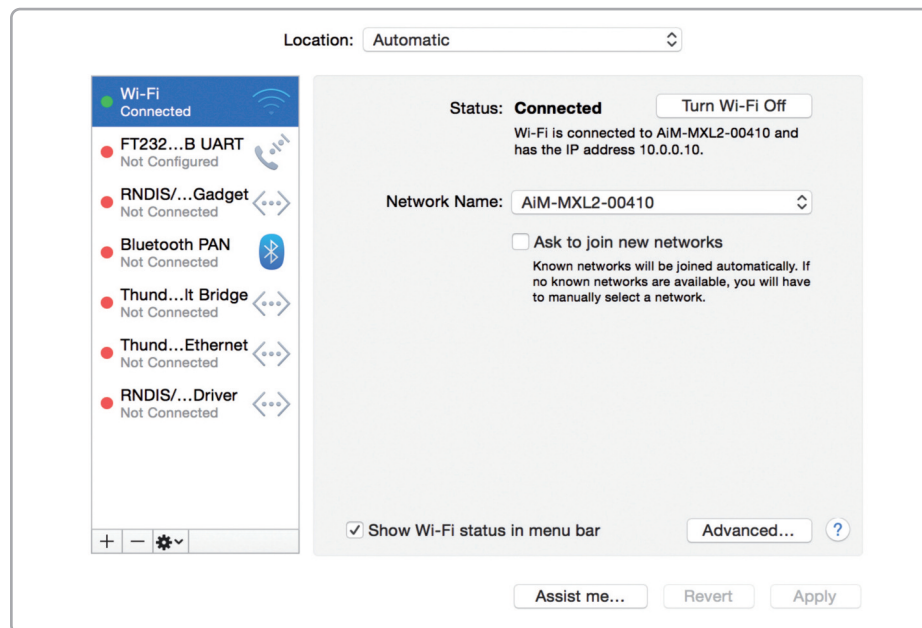 Location: Automatic
Wi-Fi
Connected
FT232...B UART
Not Configured
RNDIS/...Gadget
Not Connected
Bluetooth PAN
Not Connected
Thund...lt Bridge
Not Connected
Thund...Ethernet
Not Connected
RNDIS/...Driver
Not Connected
Status: Connected
Turn Wi-Fi Off
Wi-Fi is connected to AiM-MXL2-00410 and
has the IP address 10.0.0.10.
Network Name: AiM-MXL2-00410
Ask to join new networks
Known networks will be joined automatically. If
no known networks are available, you will have
to manually select a network.
Show Wi-Fi status in menu bar
Advanced...
?
Assist me...
Revert
Apply